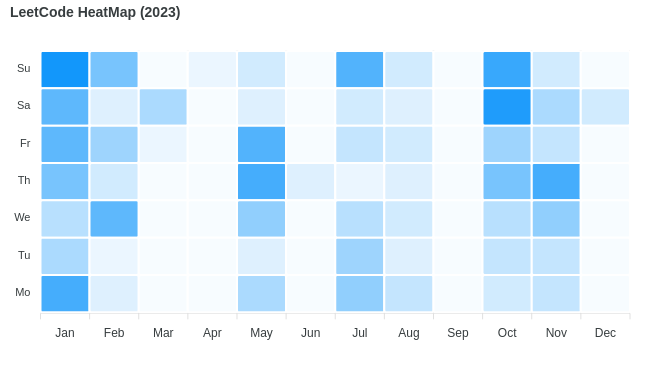 LeetCode HeatMap (2023)
Su
Sa
Fr
Th
We
Tu
Mo
Jan Feb Mar Apr May Jun Jul Aug Sep Oct Nov Dec